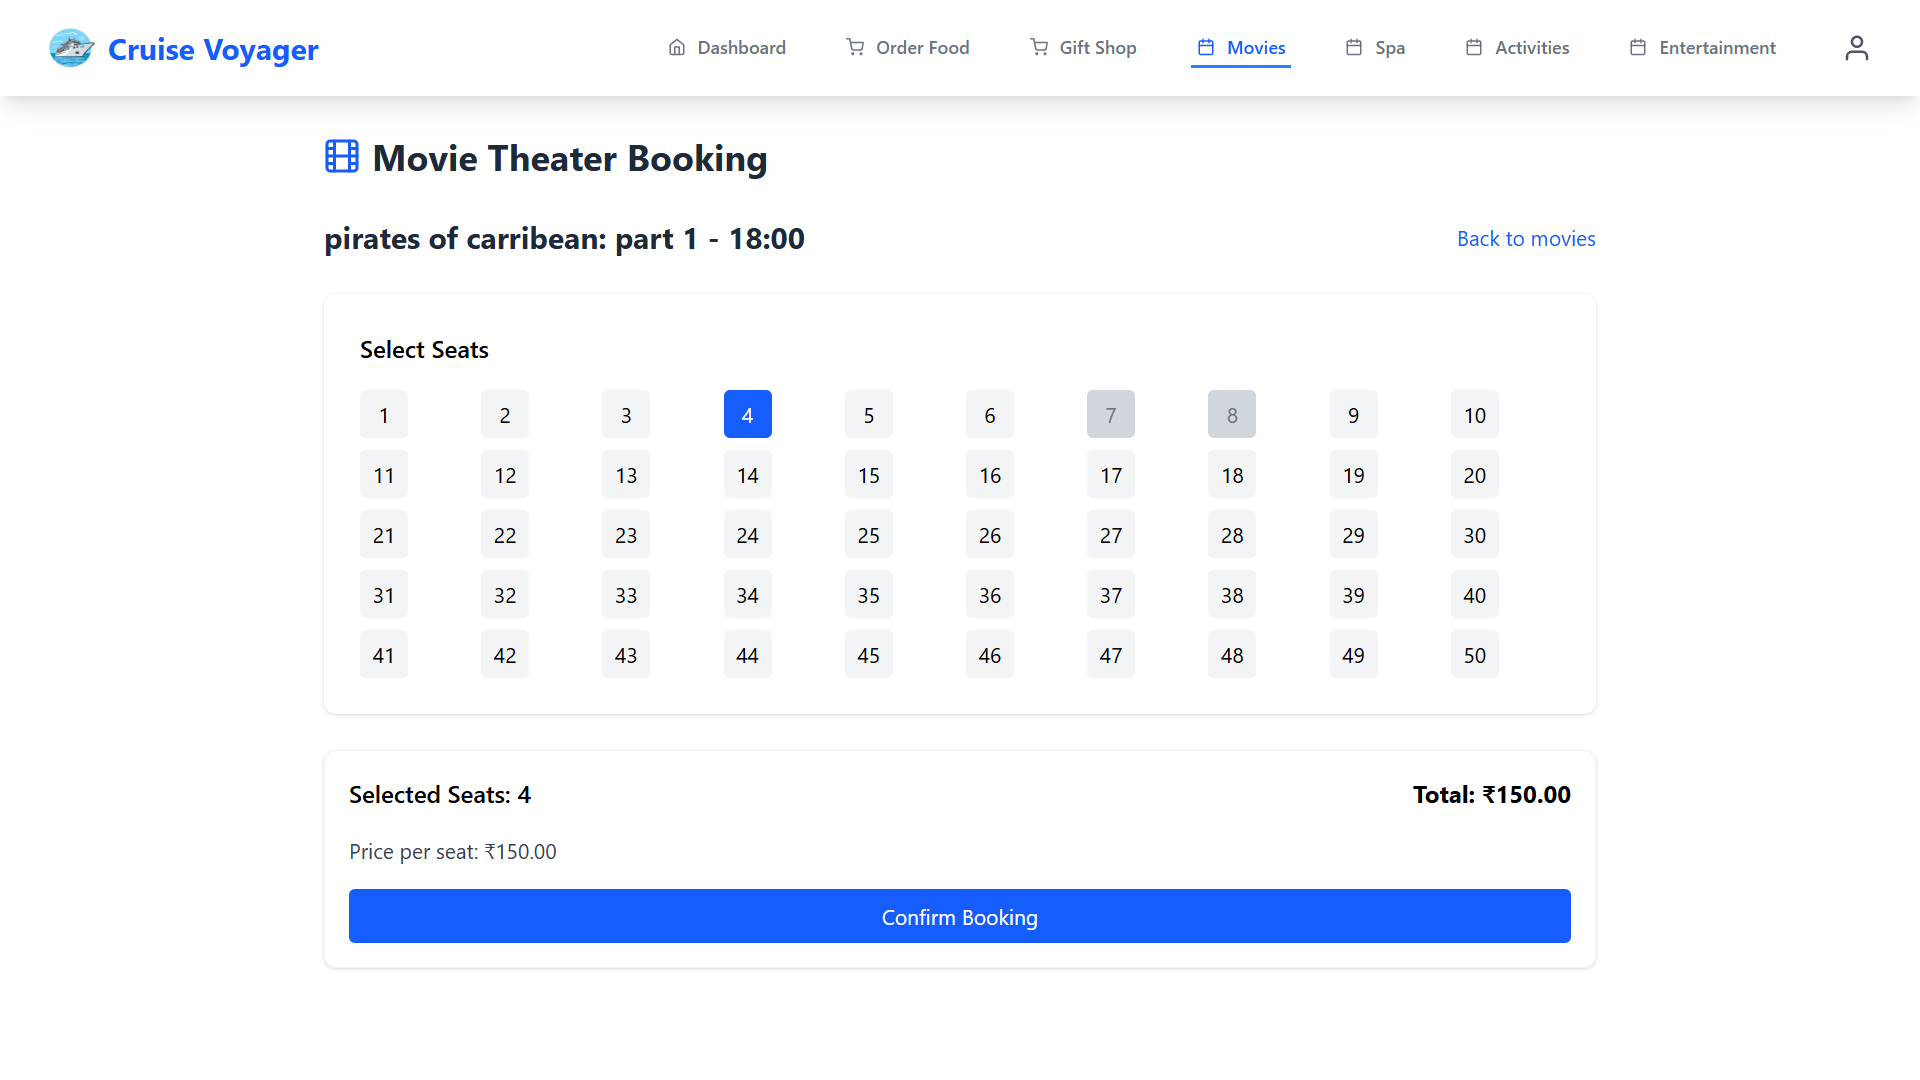 Cruise Voyager
Dashboard
Order Food
Gift Shop
Movies
Spa
Activities
Entertainment
Movie Theater Booking
pirates of carribean: part 1 - 18:00
Back to movies
Select Seats
1 2 3 4 5 6 7 8 9 10
11 12 13 14 15 16 17 18 19 20
21 22 23 24 25 26 27 28 29 30
31 32 33 34 35 36 37 38 39 40
41 42 43 44 45 46 47 48 49 50
Selected Seats: 4
Total: ₹150.00
Price per seat: ₹150.00
Confirm Booking